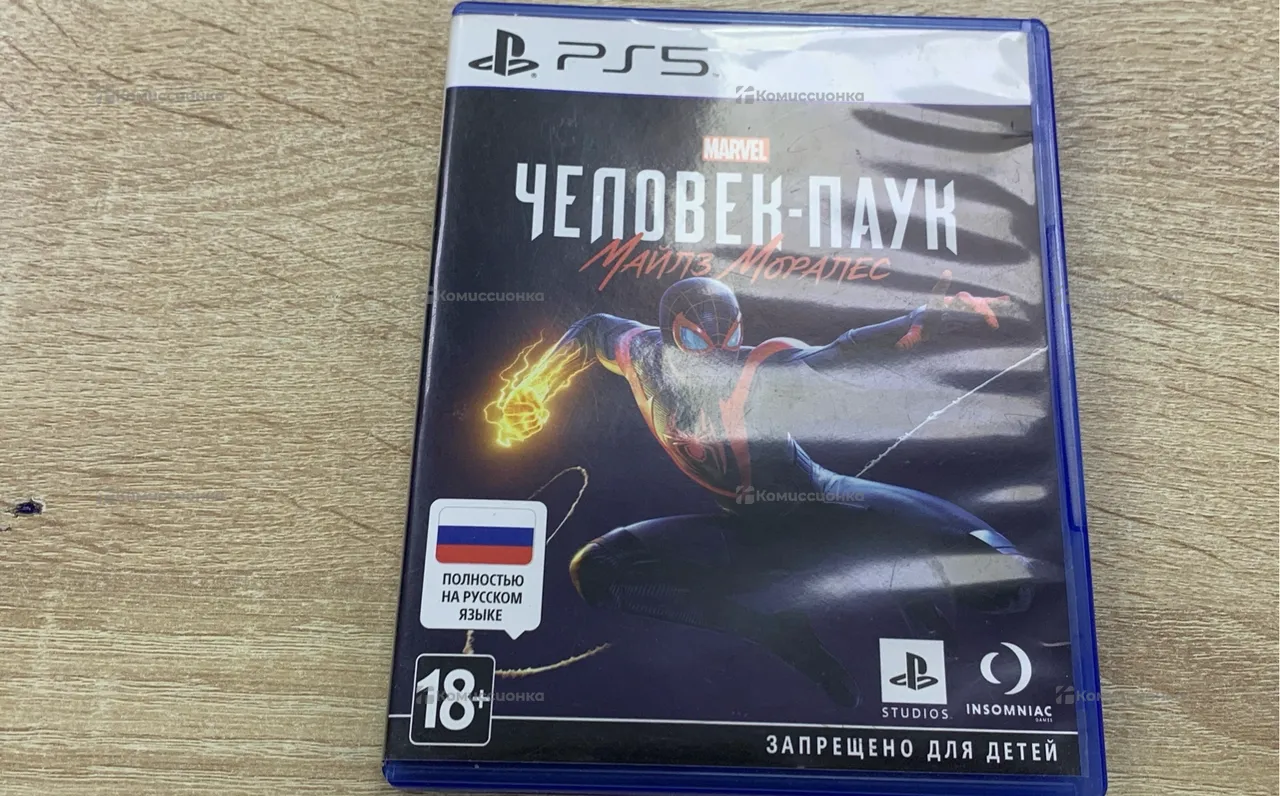 PS5
Комиссионка
MARVEL
ЧЕЛОВЕК-ПАУК
МАЙЛЗ МОРАЛЕС
Комиссионка
Комиссионка
ПОЛНОСТЬЮ
НА РУССКОМ
ЯЗЫКЕ
18+
Комиссионка
STUDIOS
INSOMNIAC
GAMES
ЗАПРЕЩЕНО ДЛЯ ДЕТЕЙ